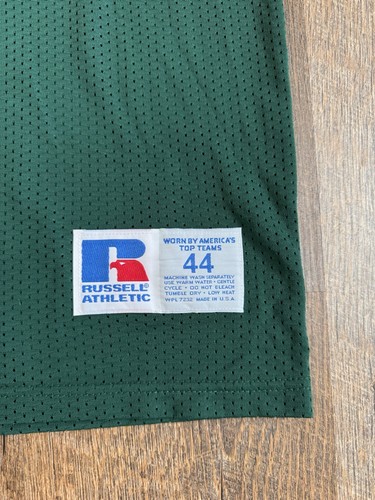 RUSSELL®
ATHLETIC
WORN BY AMERICA'S
TOP TEAMS
44
MACHINE WASH SEPARATELY
USE WARM WATER • GENTLE
CYCLE • DO NOT BLEACH
TUMBLE DRY • LOW HEAT
WPL 7232 MADE IN U.S.A.